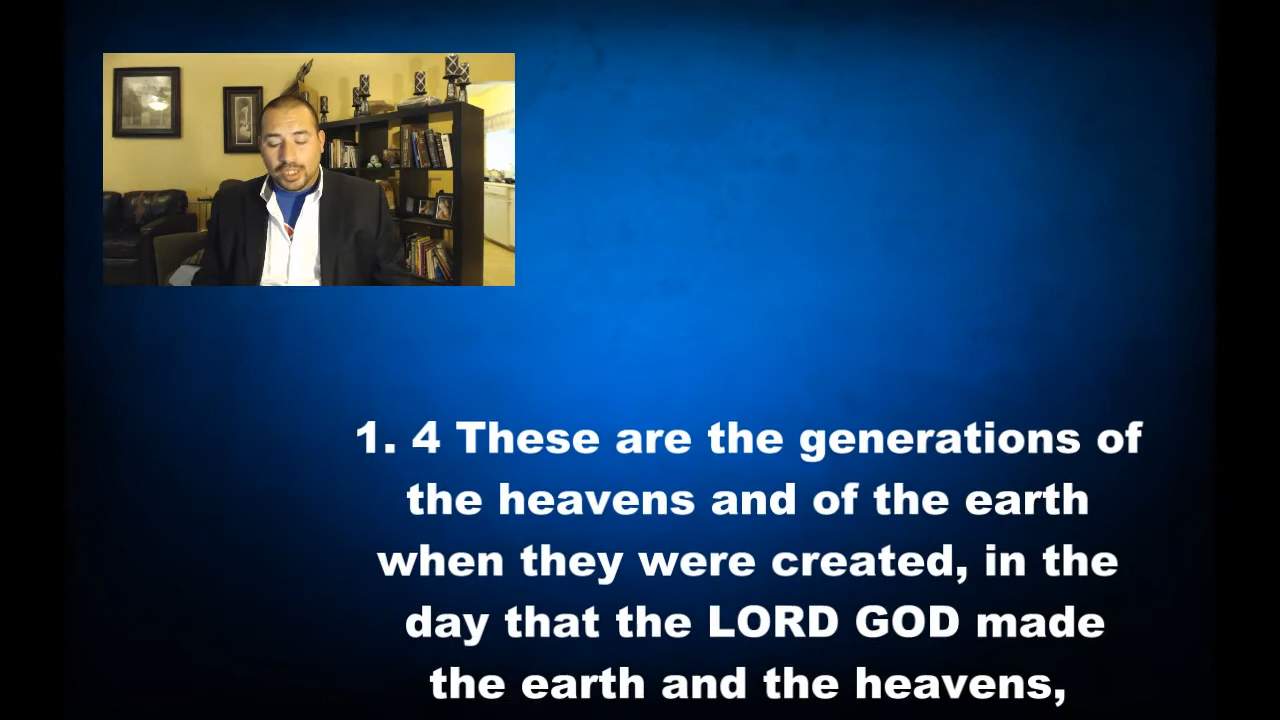 1. 4 These are the generations of
the heavens and of the earth
when they were created, in the
day that the LORD GOD made
the earth and the heavens,